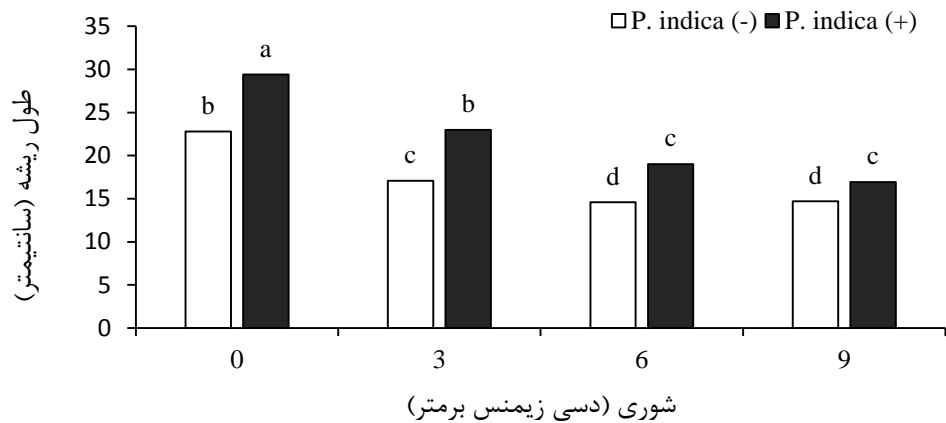 P. indica (-) P. indica (+)
35
30
25
20
15
10
5
0
a
b
b
c
c
d
c
d
c
0 3 6 9
طول ریشه (سانتیمتر)
شوری (دسی زیمنس برمتر)